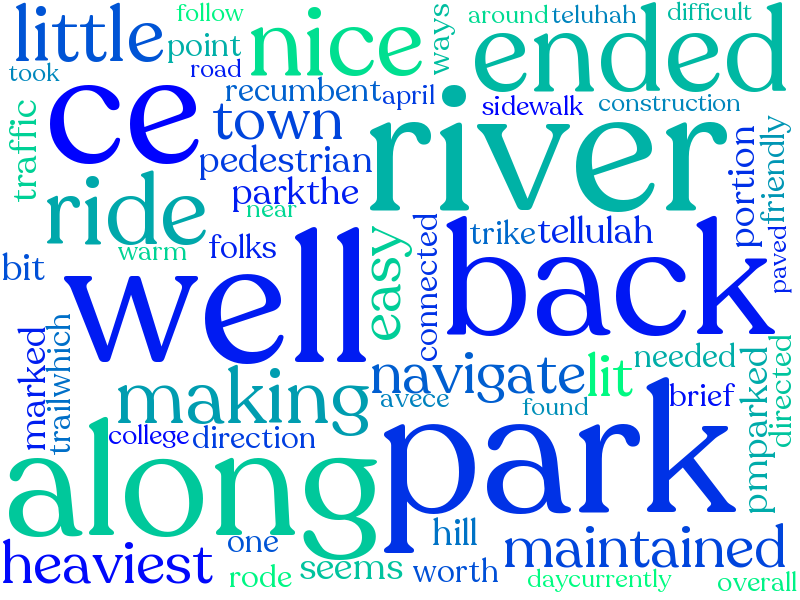 little
follow
nice
ways
around
teluhah
difficult
took
point
road
ended
ce
recumbent
april
sidewalk
construction
traffic
town
river
pedestrian
portion
friendly
ride
parkthe
near
warm
folks
easy
connected
trike
tellulah
paved
bit
well
back
marked
trailwhich
making
navigate
lit
needed
directed
avece
found
brief
pmparked
college
direction
along
park
heaviest
one
hill
maintained
rode
seems
worth
daycurrently
overall